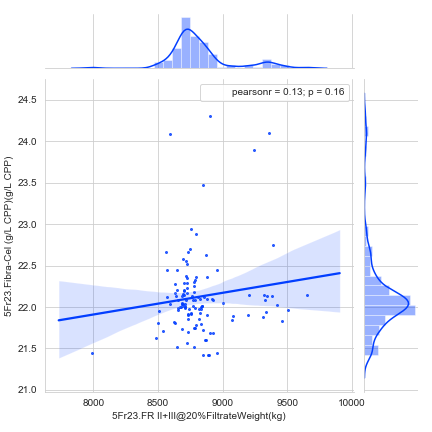 pearsonr = 0.13; p = 0.16
24.5
24.0
23.5
23.0
22.5
22.0
21.5
21.0
5Fr23.Fibra-Cel (g/L CPP)(g/L CPP)
8000 8500 9000 9500 10000
5Fr23.FR II+III@20%FiltrateWeight(kg)